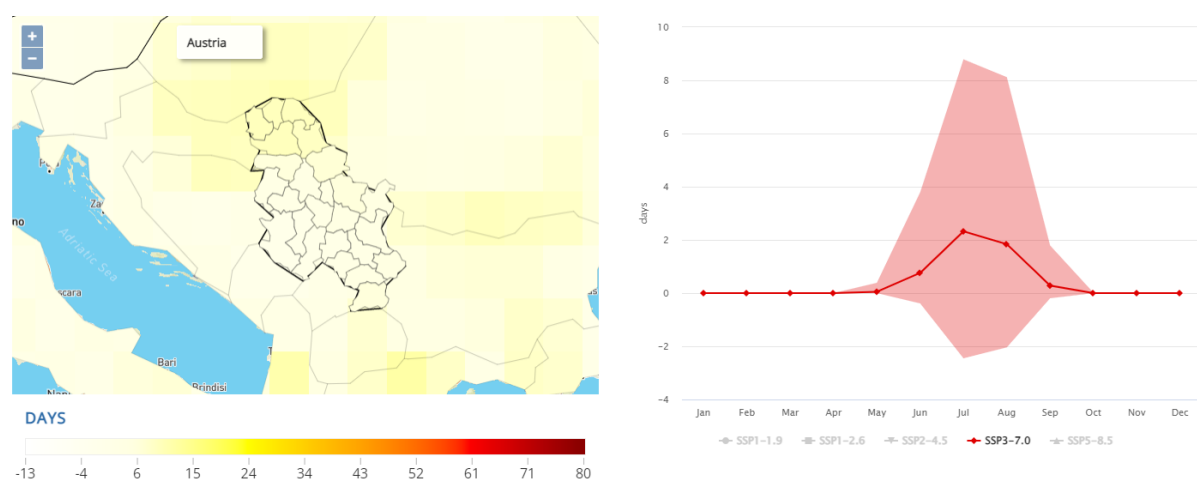 +
−
Austria
Za
no
Adriatic Sea
scara
Bari
Brindisi
DAYS
-13 -4 6 15 24 34 43 52 61 71 80
10
8
6
4
2
0
−2
−4
days
Jan Feb Mar Apr May Jun Jul Aug Sep Oct Nov Dec
SSP1−1.9 SSP1−2.6 SSP2−4.5 SSP3−7.0 SSP5−8.5